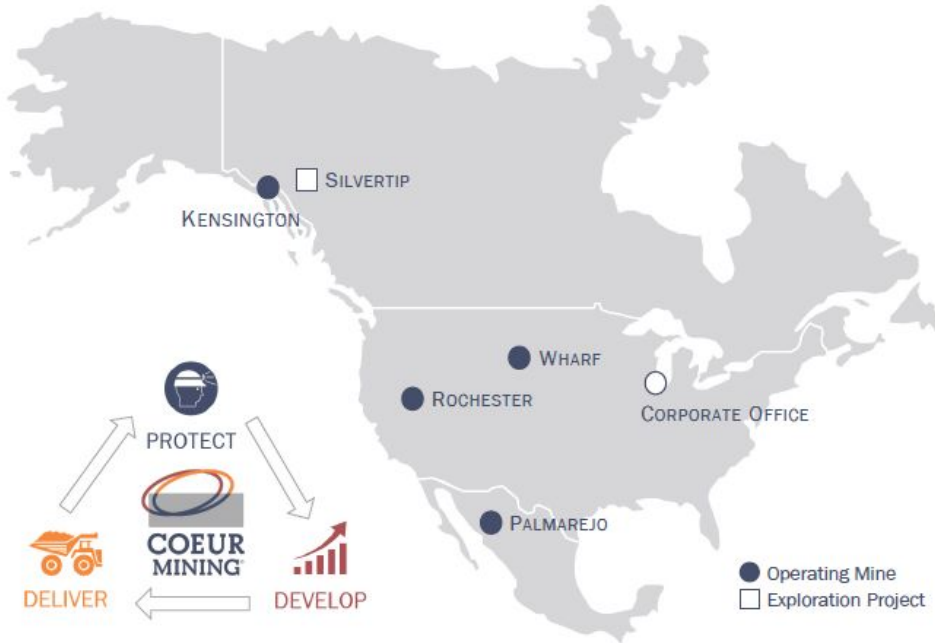 SILVERTIP
KENSINGTON
WHARF
ROCHESTER
CORPORATE OFFICE
PALMAREJO
PROTECT
COEUR
MINING®
DELIVER
DEVELOP
Operating Mine
Exploration Project